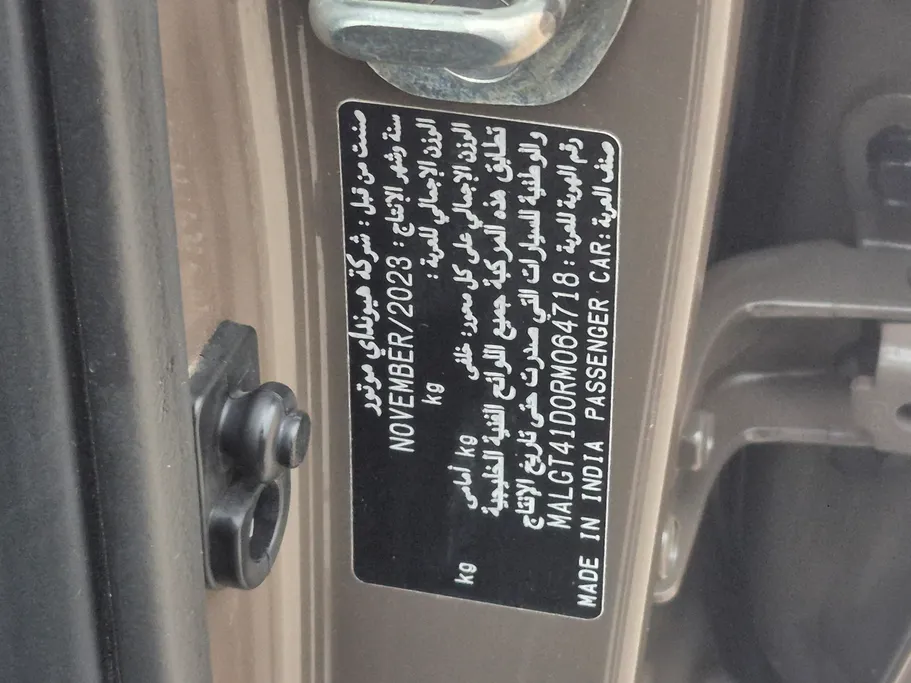 صنعت من قبل : شركة هيونداي موتور
سنة وشهر الإنتاج : NOVEMBER/2023
الوزن الإجمالي للعربة : kg
الوزن الإجمالي على كل محور: خلفى kg أمامى kg
تطابق هذه المركبة جميع اللوائح الفنية الخليجية
والوطنية للسيارات التي صدرت حتى تاريخ الإنتاج
رقم الهوية للعربة : MALGT41DORM064718
صنف العربة: MADE IN INDIA PASSENGER CAR